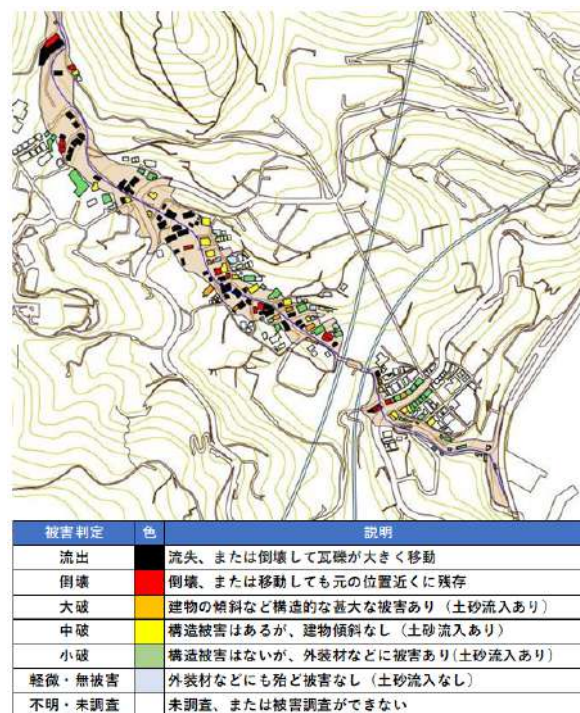 被害判定 色 説明
流出 流失、または倒壊して瓦礫が大きく移動
倒壊 倒壊、または移動しても元の位置近くに残存
大破 建物の傾斜など構造的な甚大な被害あり（土砂流入あり）
中破 構造被害はあるが、建物傾斜なし（土砂流入あり）
小破 構造被害はないが、外装材などに被害あり(土砂流入あり）
軽微・無被害 外装材などにも殆ど被害なし（土砂流入なし）
不明・未調査 未調査、または被害調査ができない